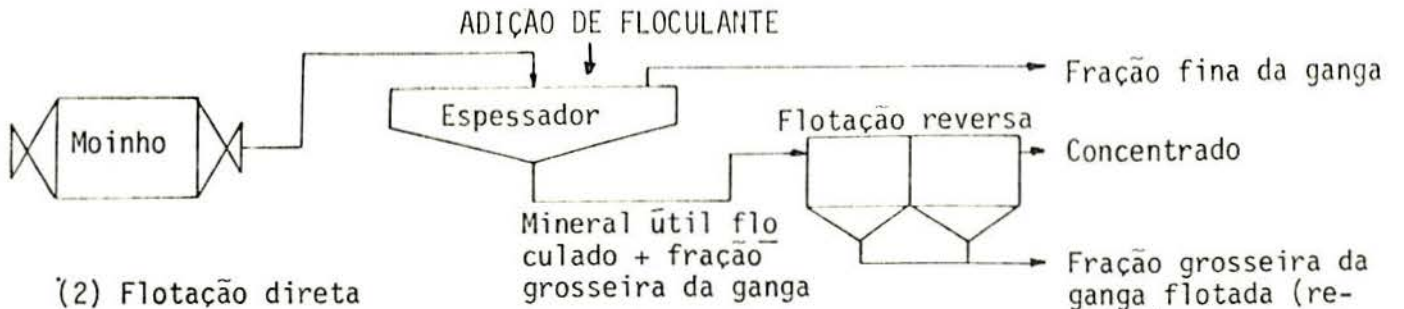 ADIÇÃO DE FLOCULANTE
Fração fina da ganga
Espessador
Moinho
Flotação reversa
Concentrado
Mineral útil flo
culado + fração
grosseira da ganga
Fração grosseira da
ganga flotada (re-
(2) Flotação direta